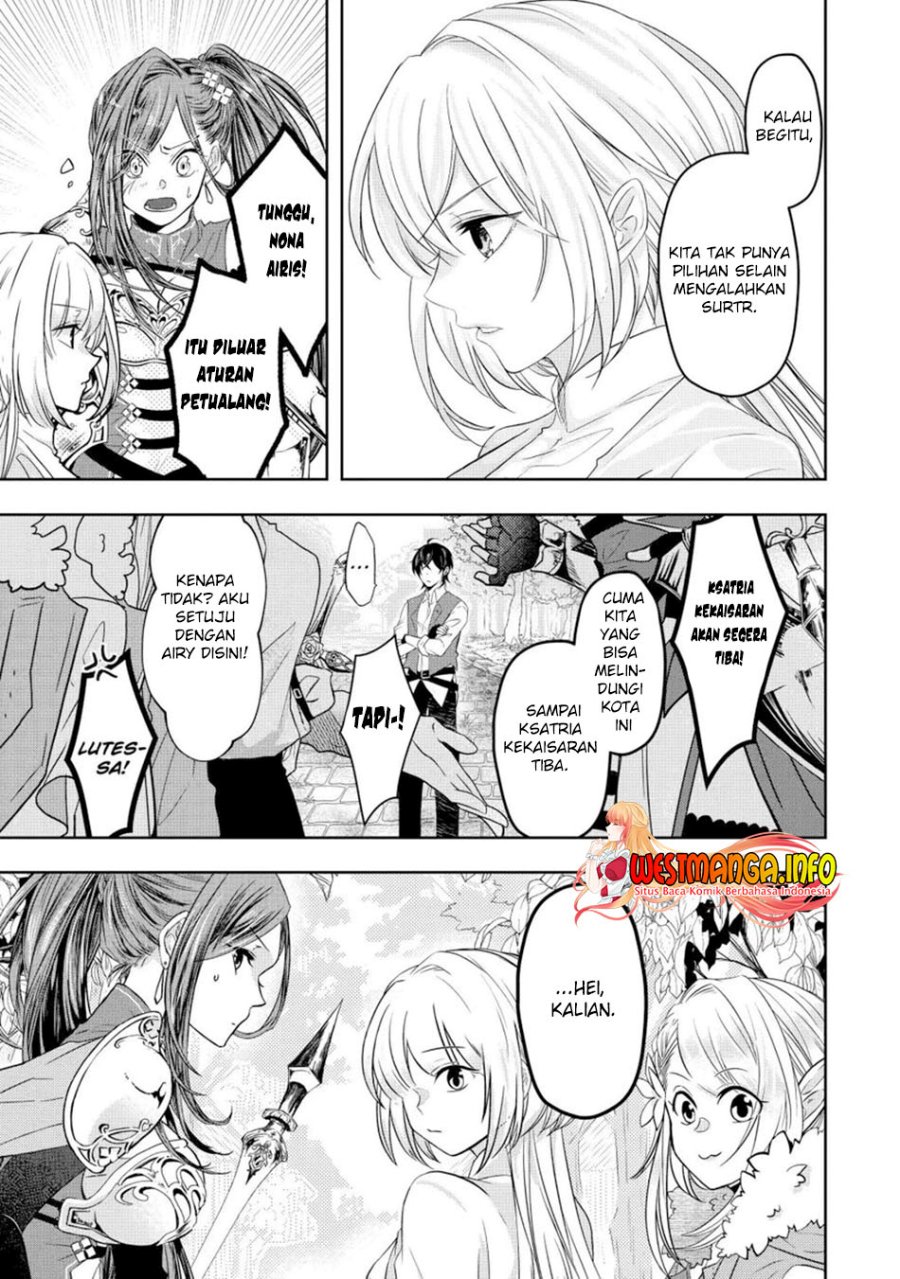 KALAU
BEGITU,
KITA TAK PUNYA
PILIHAN SELAIN
MENGALAHKAN
SURTR.
TUNGGU,
NONA
AIRIS!
ITU DILUAR
ATURAN
PETUALANG!
KSATRIA
KEKAISARAN
AKAN SEGERA
TIBA!
CUMA
KITA
YANG
BISA
MELIN-
DUNGI
KOTA
INI
SAMPAI
KSATRIA
KEKAISARAN
TIBA.
...
TAPI-!
KENAPA
TIDAK? AKU
SETUJU
DENGAN
AIRY DISINI!
LUTES-
SA!
WESTMANGA.INFO
Situs Baca Komik Berbahasa Indonesia
...HEI,
KALIAN.